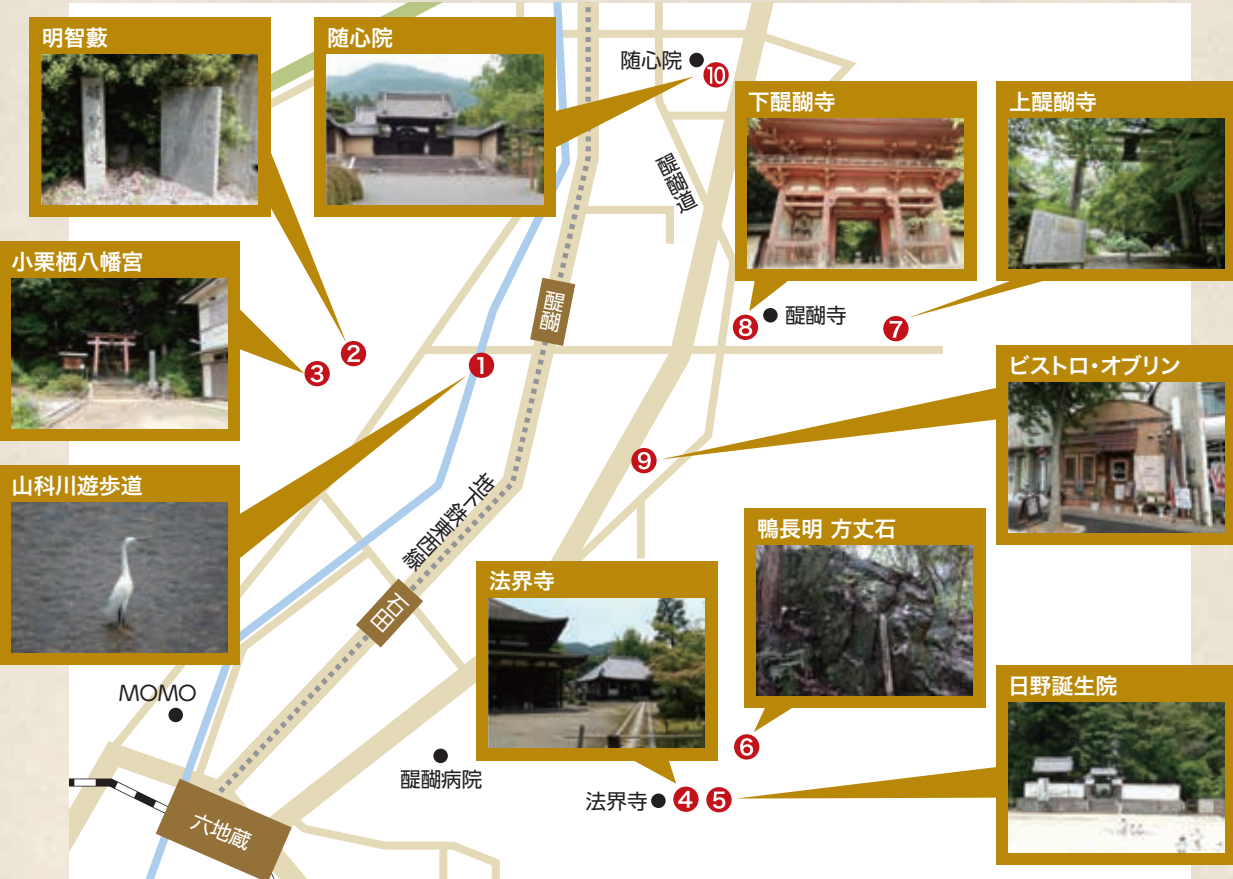 明智藪
随心院
随心院
⑩
下醍醐寺
上醍醐寺
醍醐道
小栗栖八幡宮
醍醐
⑧
醍醐寺
⑦
③
②
①
ビストロ・オブリン
⑨
山科川遊歩道
地下鉄東西線
鴨長明 方丈石
法界寺
石田
日野誕生院
MOMO
⑥
醍醐病院
法界寺
④
⑤
六地蔵